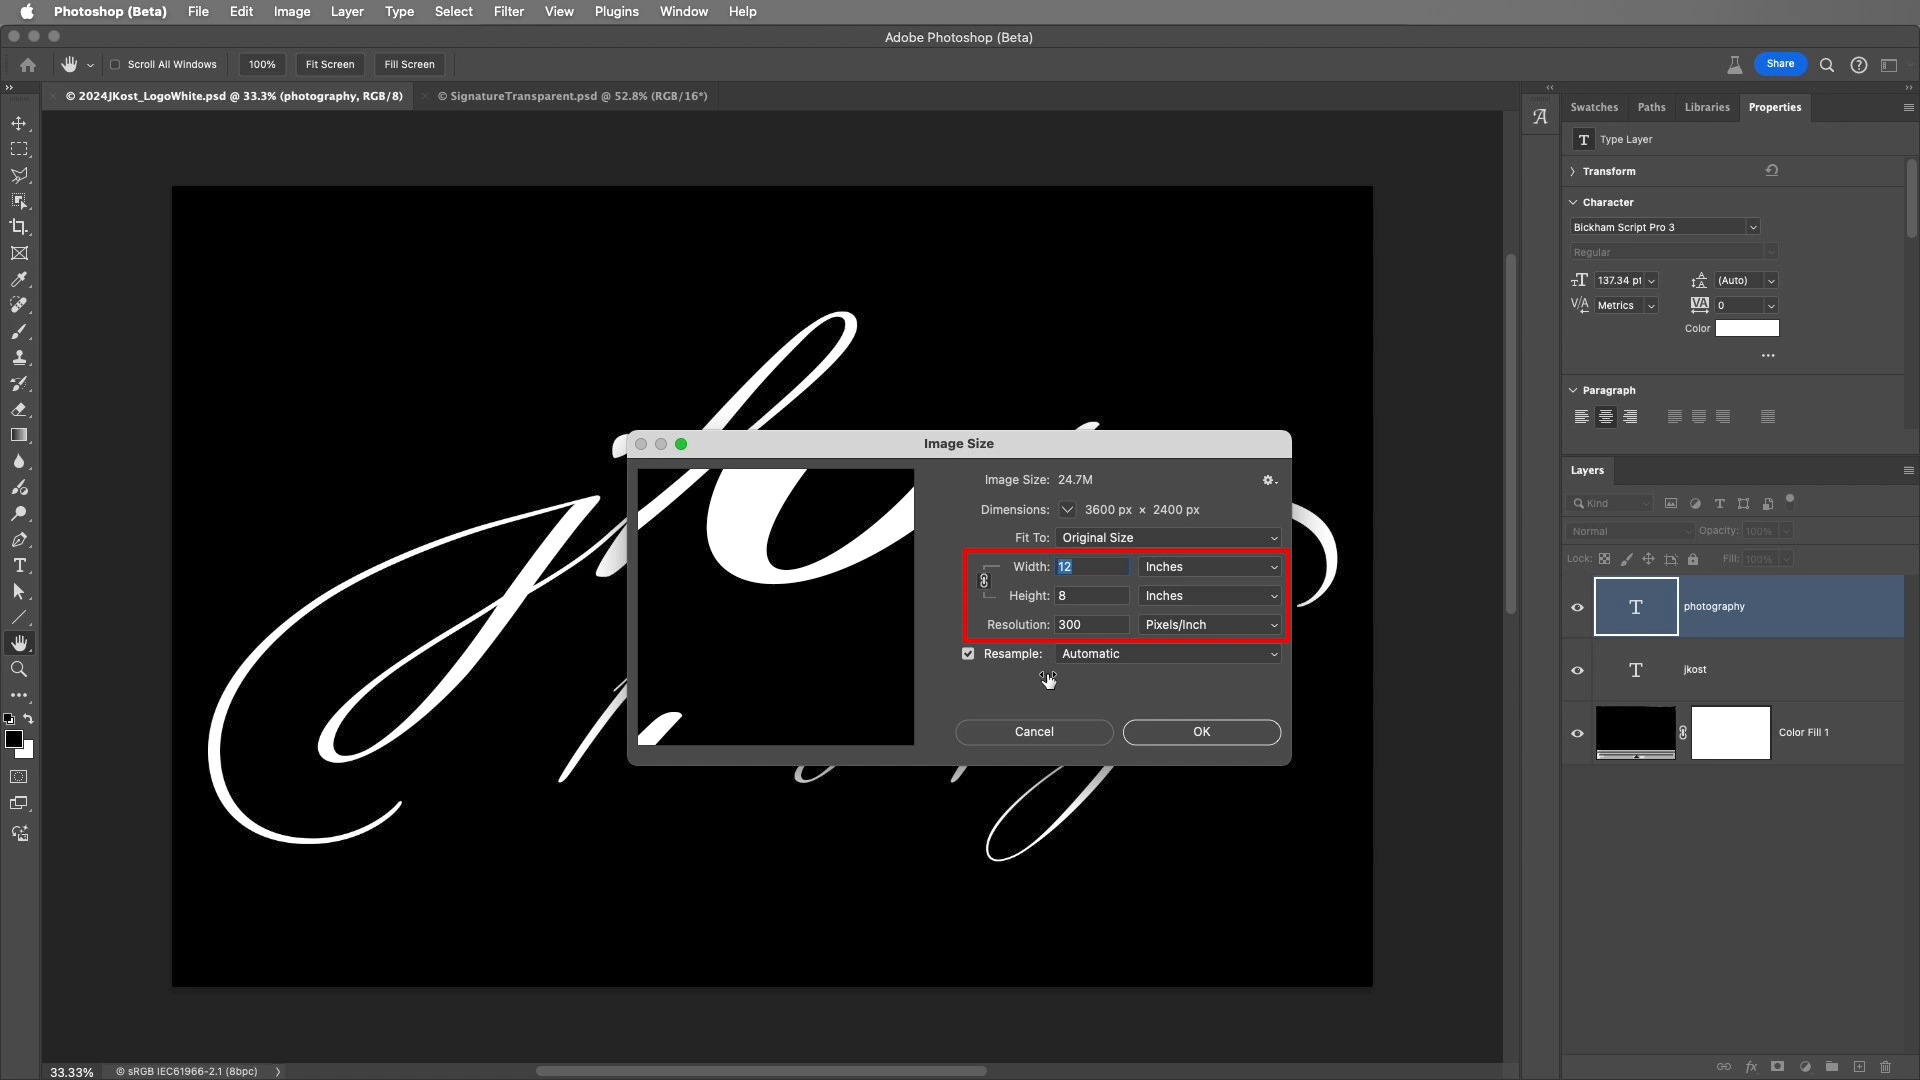 Photoshop (Beta) File Edit Image Layer Type Select Filter View Plugins Window Help
Adobe Photoshop (Beta)
Scroll All Windows 100% Fit Screen Fill Screen Share
© 2024JKost_LogoWhite.psd @ 33.3% (photography, RGB/8) © SignatureTransparent.psd @ 52.8% (RGB/16*)
Swatches Paths Libraries Properties
T Type Layer
Transform
Character
Bickham Script Pro 3
Regular
137.34 pt (Auto)
Metrics 0
Color
Paragraph
Image Size
Image Size: 24.7M
Dimensions: 3600 px × 2400 px
Fit To: Original Size
Width: 12 Inches
Height: 8 Inches
Resolution: 300 Pixels/Inch
Resample: Automatic
Cancel OK
Layers
Kind
Normal Opacity: 100%
Lock: Fill: 100%
T photography
T jkost
Color Fill 1
33.33% © sRGB IEC61966-2.1 (8bpc)